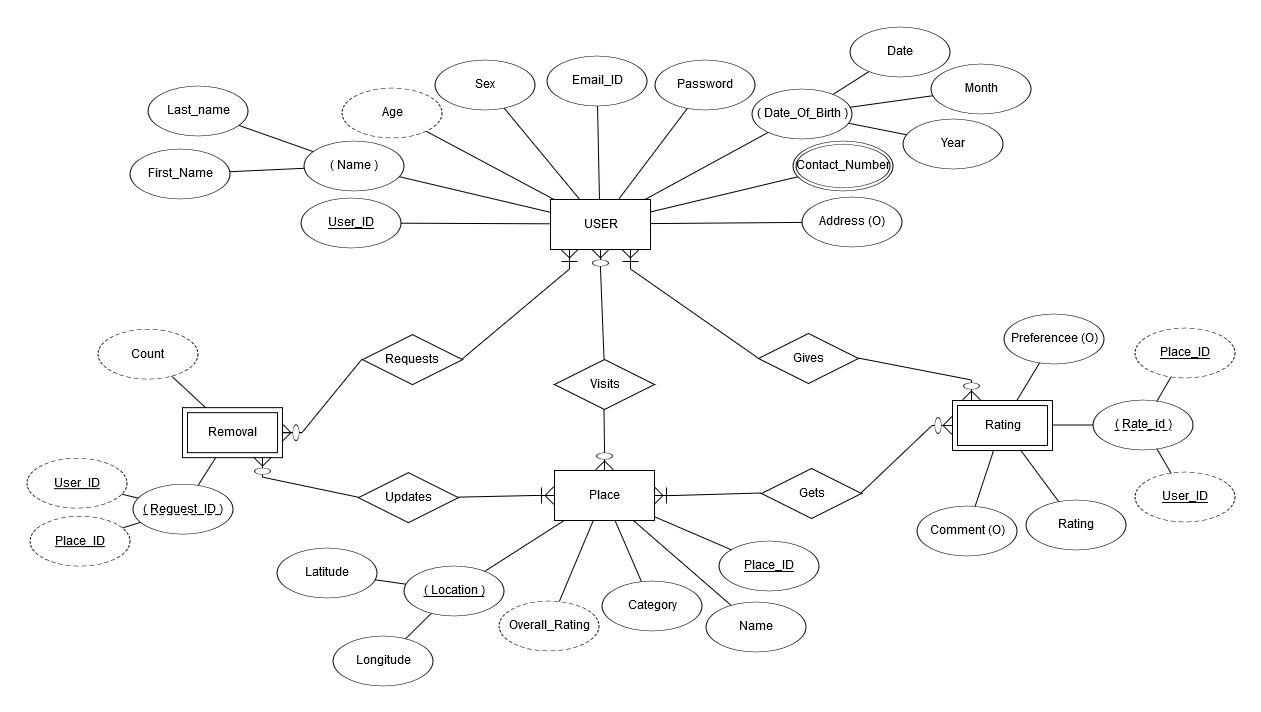 Date
Sex
Email_ID
Password
Month
Last_name
Age
( Date_Of_Birth )
Year
First_Name
( Name )
Contact_Number
User_ID
USER
Address (O)
Count
Requests
Visits
Gives
Preferencee (O)
Place_ID
Removal
Rating
( Rate_id )
User_ID
( Request_ID )
Place_ID
Updates
Place
Gets
User_ID
Comment (O)
Rating
Latitude
( Location )
Place_ID
Overall_Rating
Category
Name
Longitude